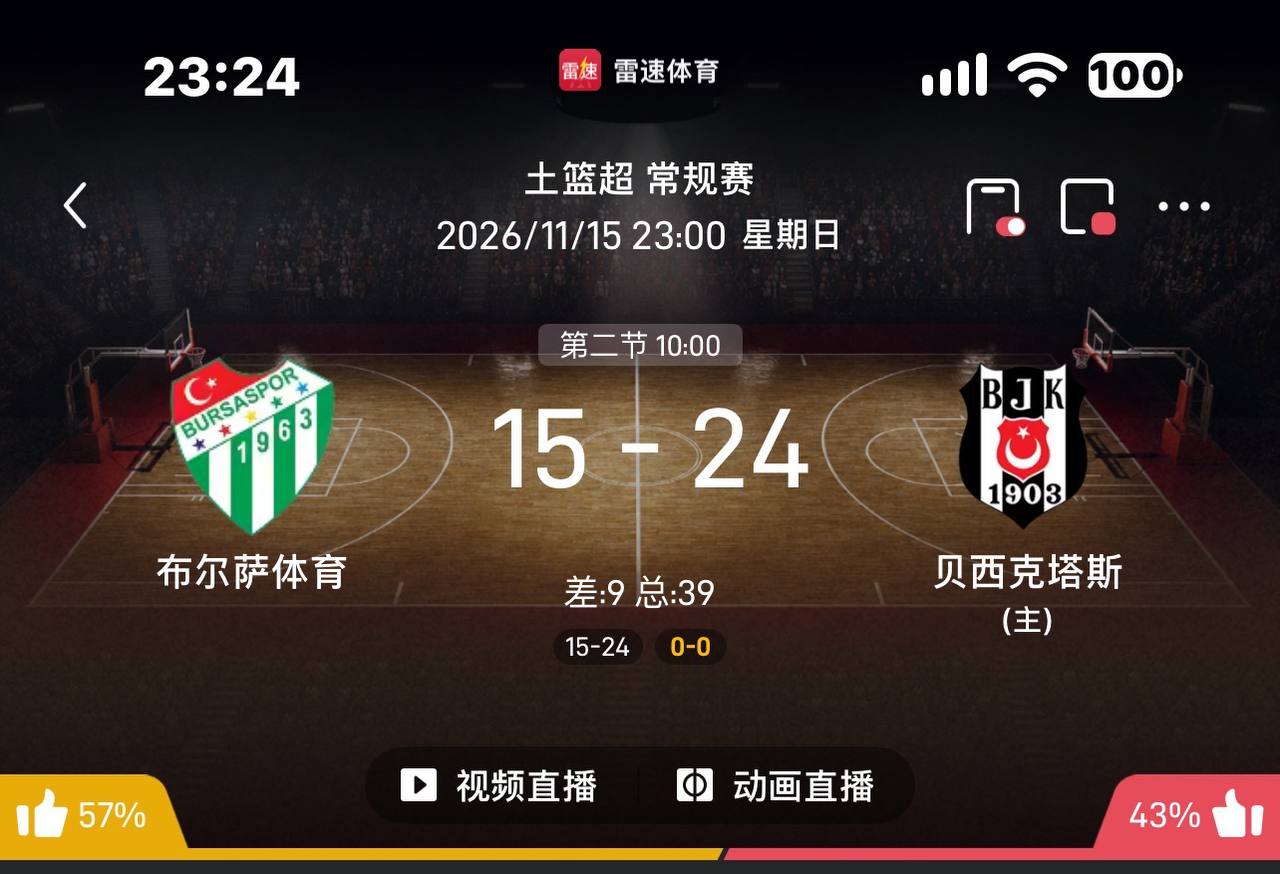 23:24
雷速 雷速体育
100
土篮超 常规赛
2026/11/15 23:00 星期日
第二节 10:00
BURSASPOR
1963
15 - 24
BJK
1903
布尔萨体育
贝西克塔斯
(主)
差:9 总:39
15-24 0-0
视频直播 动画直播
57%
43%